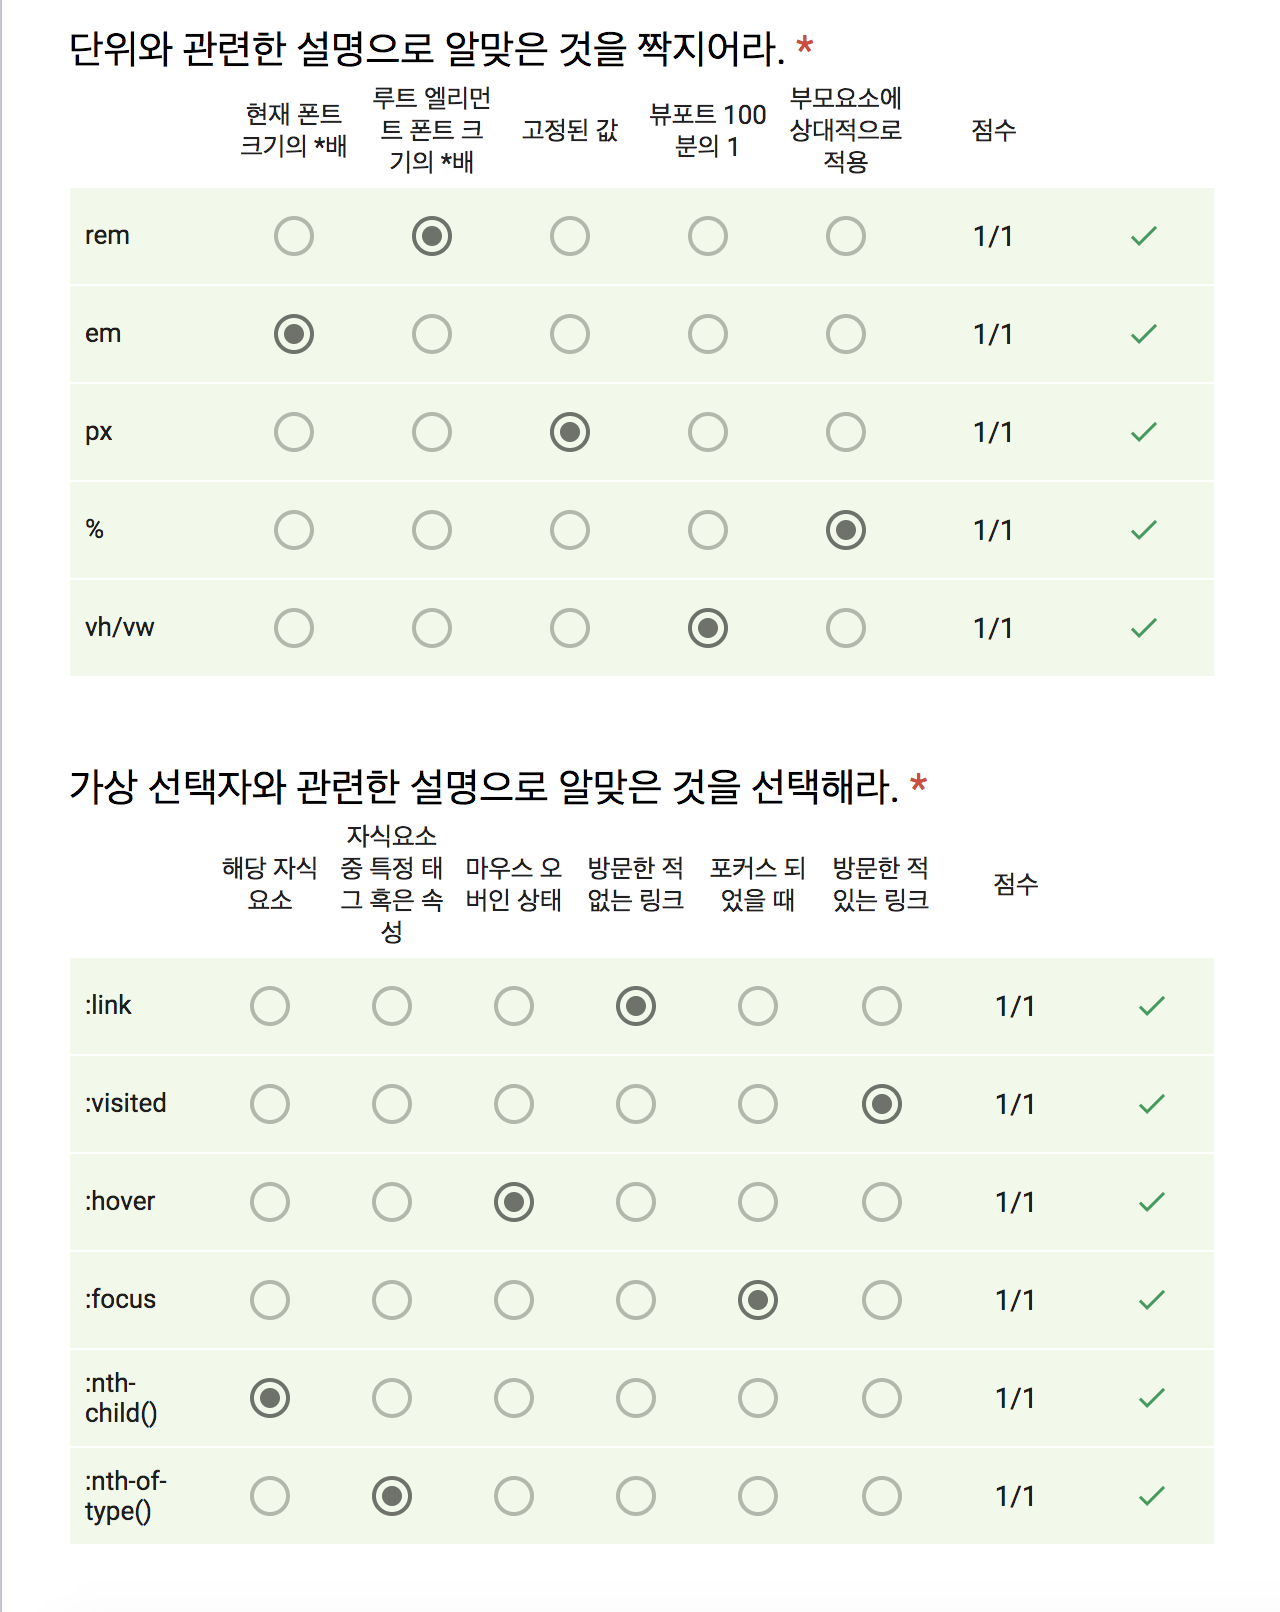 단위와 관련한 설명으로 알맞은 것을 짝지어라. *
현재 폰트
크기의 *배
루트 엘리먼
트 폰트 크
기의 *배
고정된 값
뷰포트 100
분의 1
부모요소에
상대적으로
적용
점수
rem 1/1
em 1/1
px 1/1
% 1/1
vh/vw 1/1
가상 선택자와 관련한 설명으로 알맞은 것을 선택해라. *
해당 자식
요소
자식요소
중 특정 태
그 혹은 속
성
마우스 오
버인 상태
방문한 적
없는 링크
포커스 되
었을 때
방문한 적
있는 링크
점수
:link 1/1
:visited 1/1
:hover 1/1
:focus 1/1
:nth-
child() 1/1
:nth-of-
type() 1/1